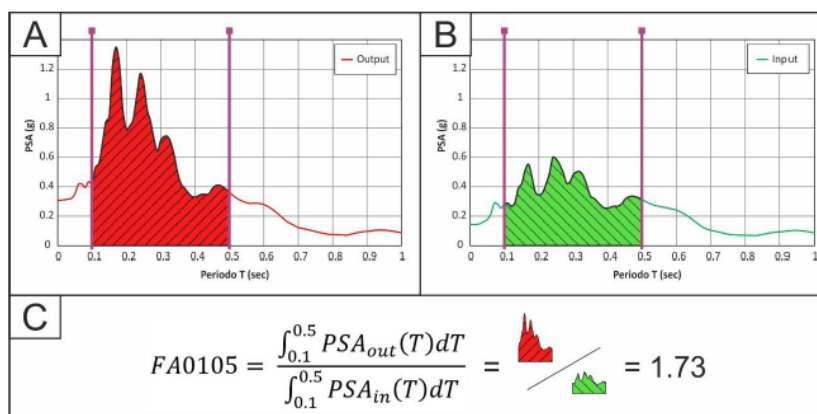 A
Output
PSA (g)
1.2
1
0.8
0.6
0.4
0.2
0
0 0.1 0.2 0.3 0.4 0.5 0.6 0.7 0.8 0.9 1
Periodo T (sec)
B
Input
PSA (g)
1.2
1
0.8
0.6
0.4
0.2
0
0 0.1 0.2 0.3 0.4 0.5 0.6 0.7 0.8 0.9 1
Periodo T (sec)
C
FA0105 = ∫₀.₁⁰·⁵ PSAₒᵤₜ(T)dT / ∫₀.₁⁰·⁵ PSAᵢₙ(T)dT = / = 1.73